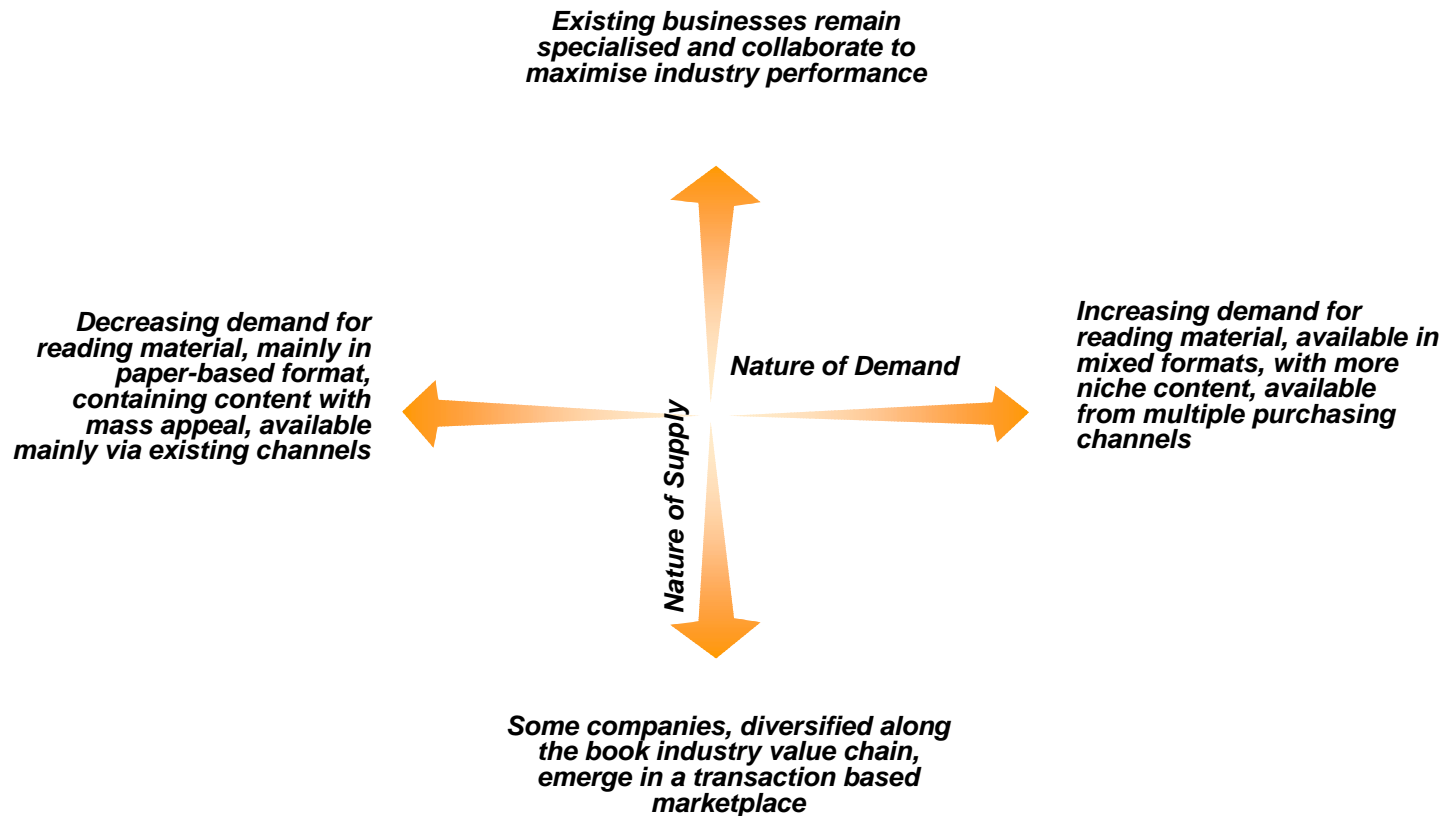 Existing businesses remain
specialised and collaborate to
maximise industry performance
Decreasing demand for
reading material, mainly in
paper-based format,
containing content with
mass appeal, available
mainly via existing channels
Nature of Demand
Nature of Supply
Increasing demand for
reading material, available in
mixed formats, with more
niche content, available
from multiple purchasing
channels
Some companies, diversified along
the book industry value chain,
emerge in a transaction based
marketplace